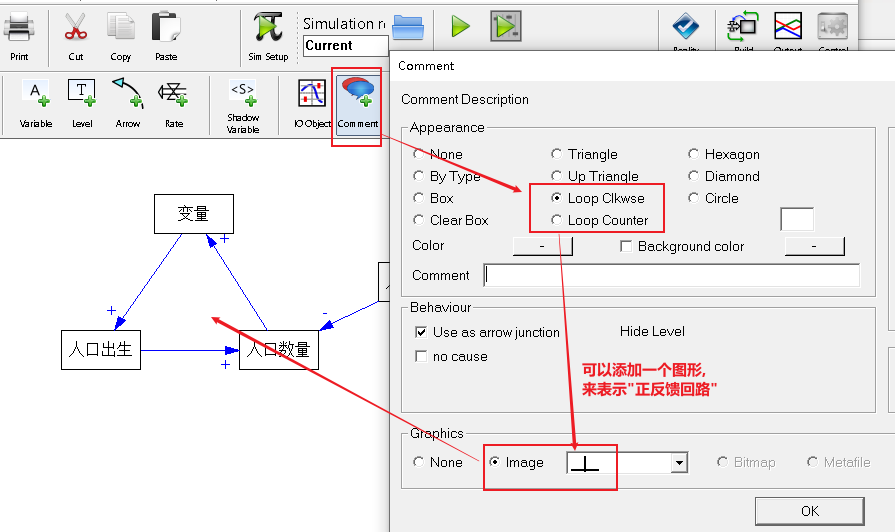 Simulation re
Current
Print
Cut
Copy
Paste
Sim Setup
Reality
Build
Output
Control
A
T
<S>
Variable
Level
Arrow
Rate
Shadow
Variable
IO Object
Comment
Comment
Comment Description
Appearance
None
Triangle
Hexagon
By Type
Up Triangle
Diamond
Box
Loop Clkwse
Circle
Clear Box
Loop Counter
Color
-
Background color
-
Comment
Behaviour
Use as arrow junction
Hide Level
no cause
可以添加一个图形,
来表示"正反馈回路"
Graphics
None
Image
Bitmap
Metafile
OK
变量
+
+
-
人口出生
人口数量
+